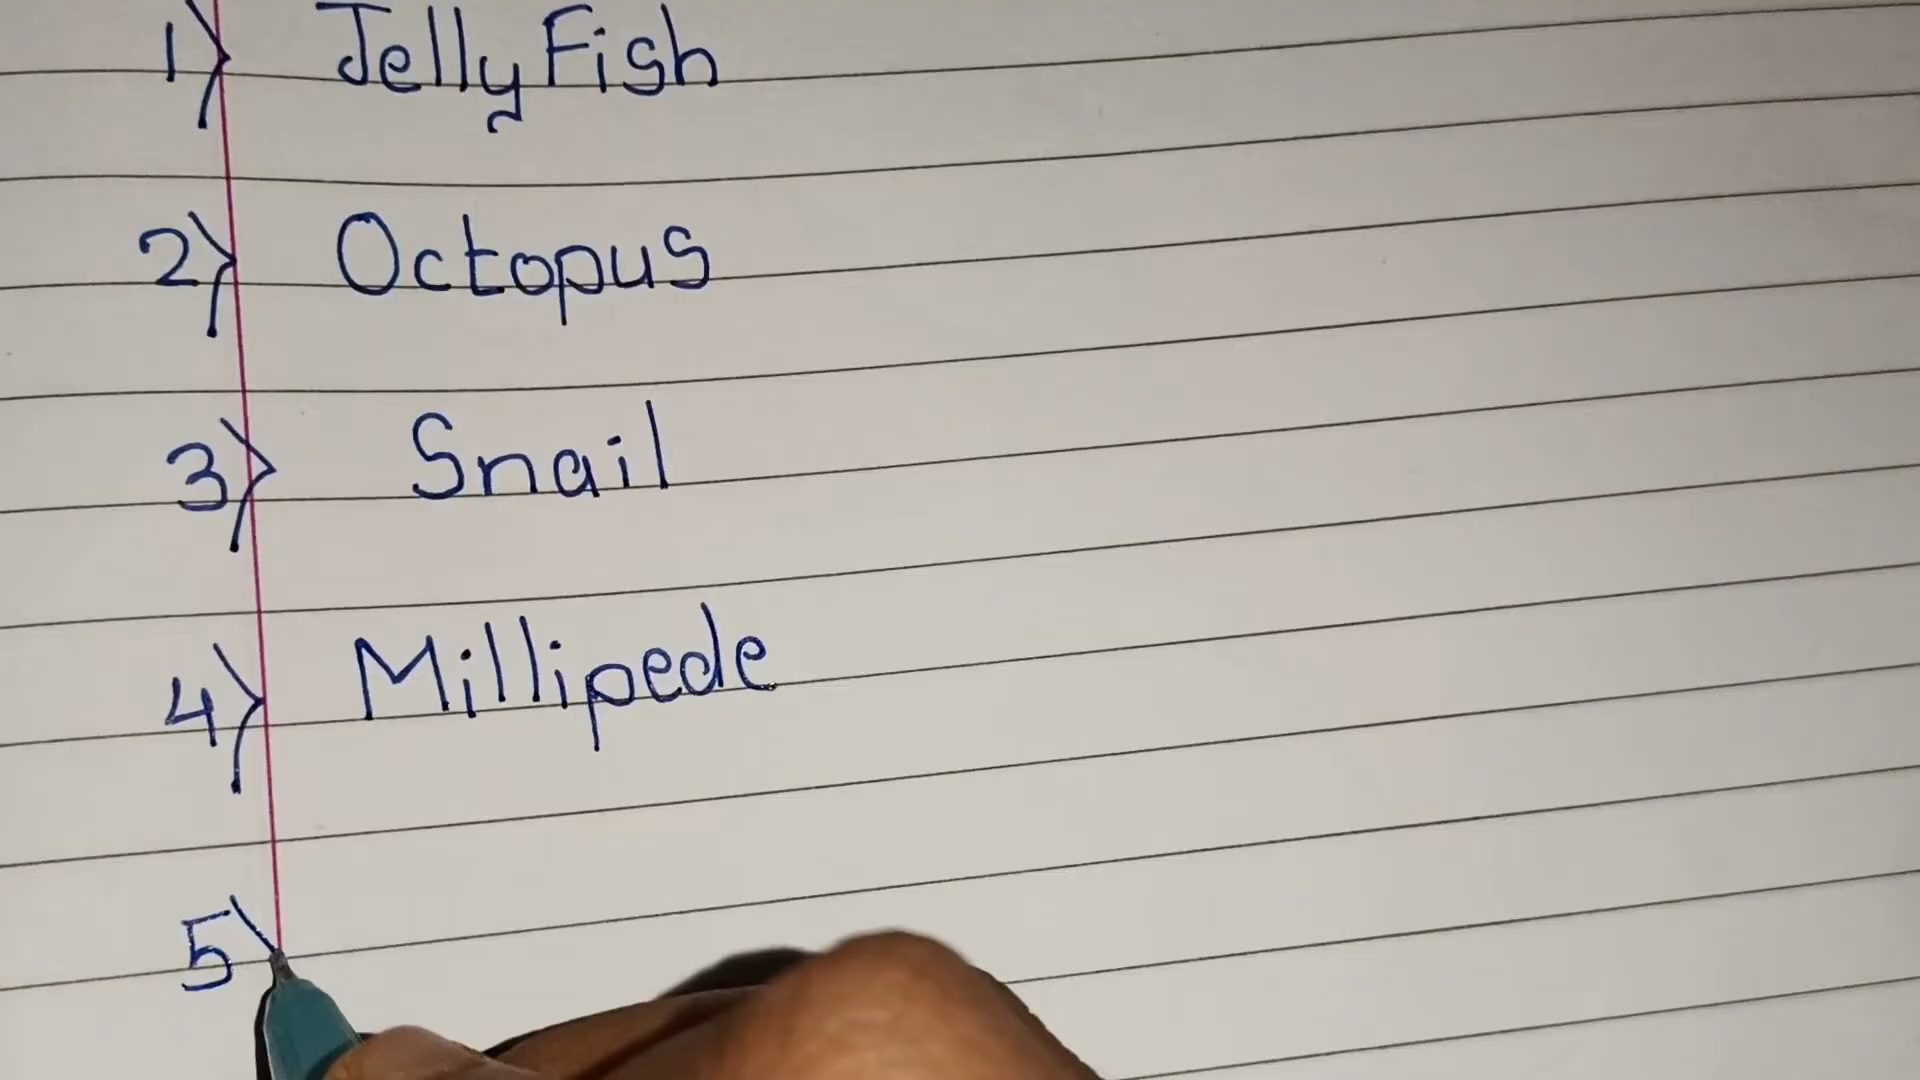 1) Jelly Fish
2) Octopus
3) Snail
4) Millipede
5)